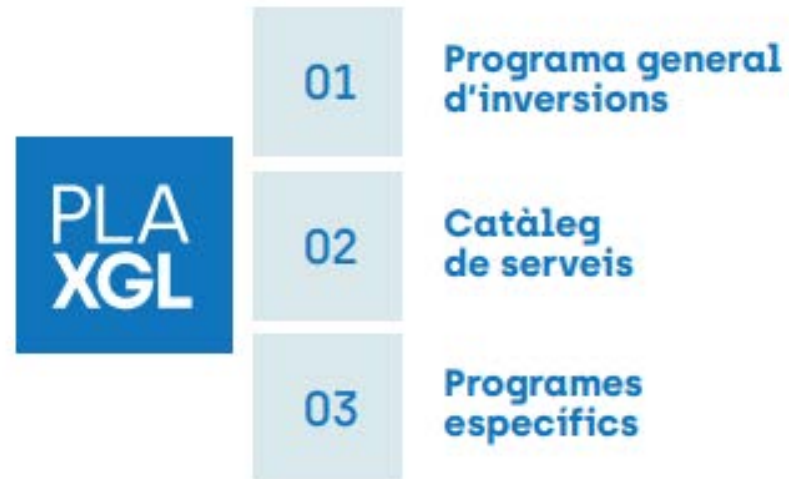 PLA
XGL
01
Programa general
d'inversions
02
Catàleg
de serveis
03
Programes
específics